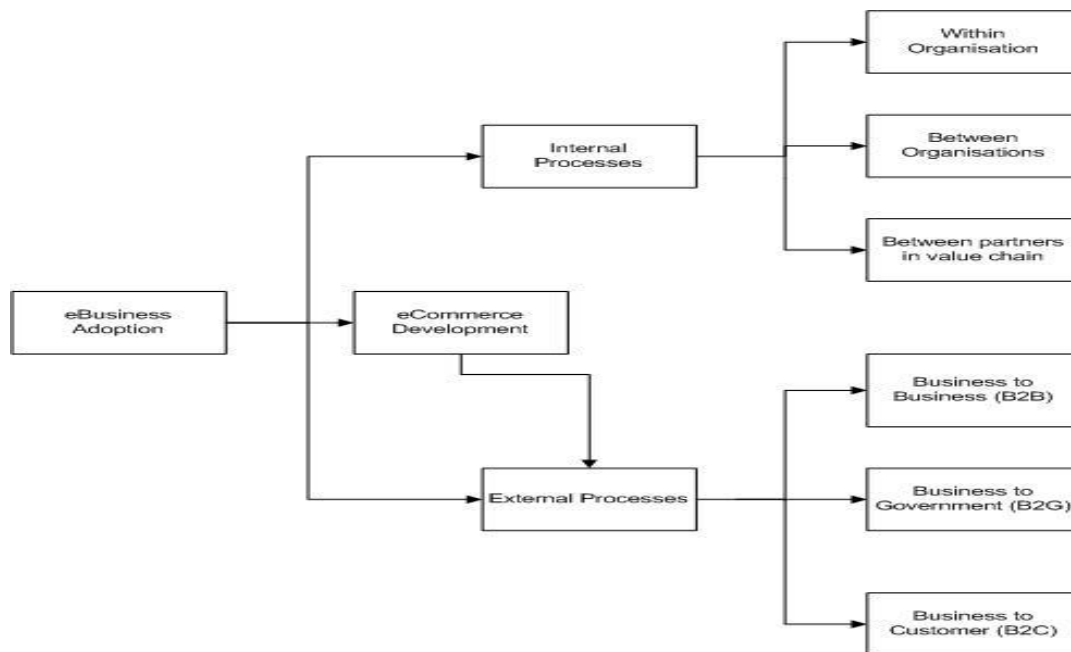 Within
Organisation
Internal
Processes
Between
Organisations
Between partners
in value chain
eBusiness
Adoption
eCommerce
Development
Business to
Business (B2B)
External Processes
Business to
Government (B2G)
Business to
Customer (B2C)